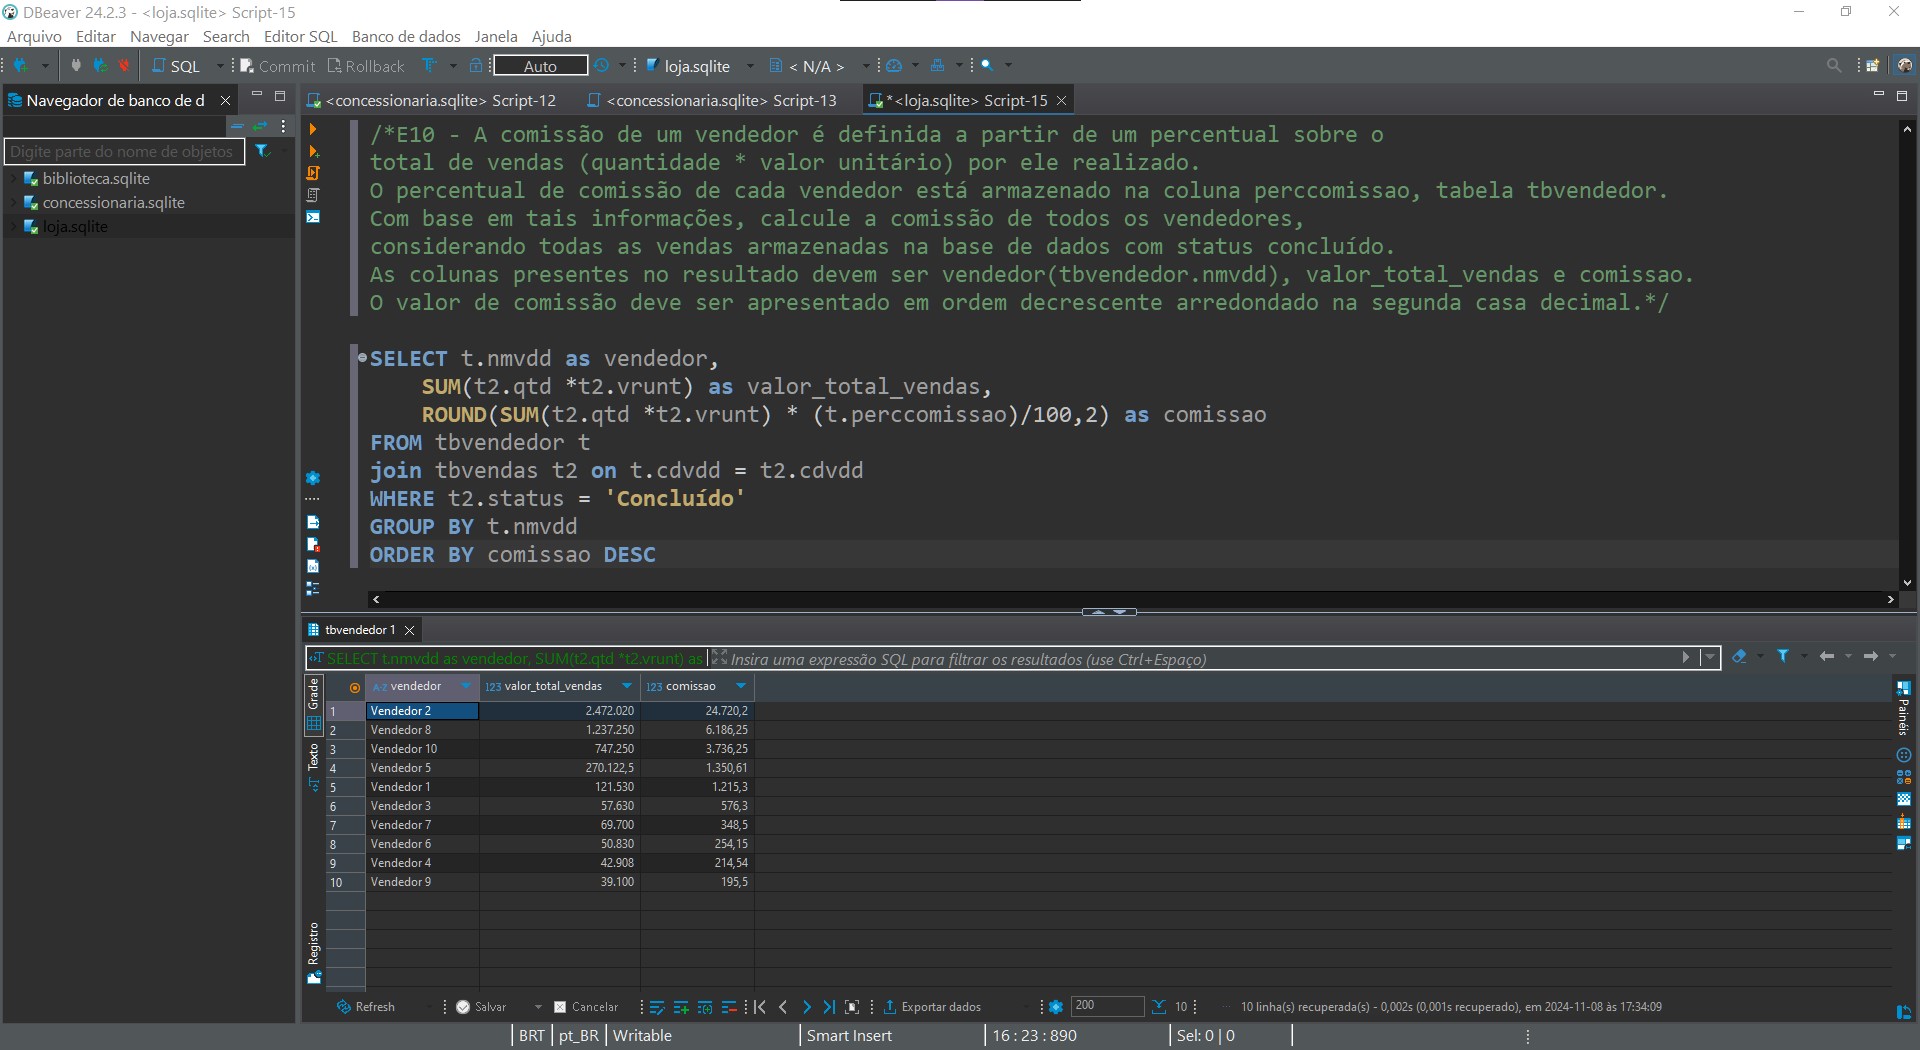 DBeaver 24.2.3 - <loja.sqlite> Script-15
Arquivo Editar Navegar Search Editor SQL Banco de dados Janela Ajuda
SQL Commit Rollback Auto loja.sqlite < N/A >
Navegador de banco de d
<concessionaria.sqlite> Script-12 <concessionaria.sqlite> Script-13 *<loja.sqlite> Script-15
Digite parte do nome de objetos
biblioteca.sqlite
concessionaria.sqlite
loja.sqlite
/*E10 - A comissão de um vendedor é definida a partir de um percentual sobre o
total de vendas (quantidade * valor unitário) por ele realizado.
O percentual de comissão de cada vendedor está armazenado na coluna perccomissao, tabela tbvendedor.
Com base em tais informações, calcule a comissão de todos os vendedores,
considerando todas as vendas armazenadas na base de dados com status concluído.
As colunas presentes no resultado devem ser vendedor(tbvendedor.nmvdd), valor_total_vendas e comissao.
O valor de comissão deve ser apresentado em ordem decrescente arredondado na segunda casa decimal.*/
SELECT t.nmvdd as vendedor,
SUM(t2.qtd *t2.vrunt) as valor_total_vendas,
ROUND(SUM(t2.qtd *t2.vrunt) * (t.perccomissao)/100,2) as comissao
FROM tbvendedor t
join tbvendas t2 on t.cdvdd = t2.cdvdd
WHERE t2.status = 'Concluído'
GROUP BY t.nmvdd
ORDER BY comissao DESC
tbvendedor 1
SELECT t.nmvdd as vendedor, SUM(t2.qtd *t2.vrunt) as Insira uma expressão SQL para filtrar os resultados (use Ctrl+Espaço)
Grade
Texto
Registro
Painéis
A-Z vendedor 123 valor_total_vendas 123 comissao
1 Vendedor 2 2.472.020 24.720,2
2 Vendedor 8 1.237.250 6.186,25
3 Vendedor 10 747.250 3.736,25
4 Vendedor 5 270.122,5 1.350,61
5 Vendedor 1 121.530 1.215,3
6 Vendedor 3 57.630 576,3
7 Vendedor 7 69.700 348,5
8 Vendedor 6 50.830 254,15
9 Vendedor 4 42.908 214,54
10 Vendedor 9 39.100 195,5
Refresh Salvar Cancelar Exportar dados 200 10 10 linha(s) recuperada(s) - 0,002s (0,001s recuperado), em 2024-11-08 às 17:34:09
BRT pt_BR Writable Smart Insert 16 : 23 : 890 Sel: 0 | 0